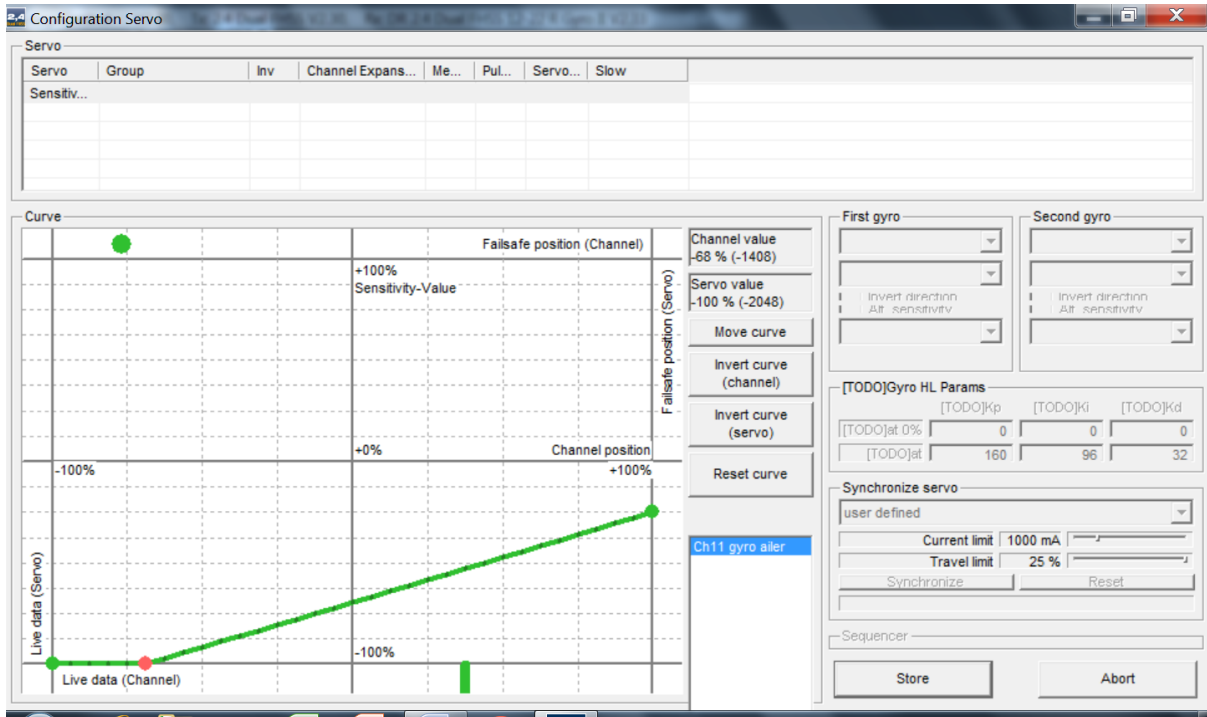 Configuration Servo
Servo
Servo Group Inv Channel Expans... Me... Pul... Servo... Slow
Sensitiv...
Curve
Failsafe position (Channel)
+100%
Sensitivity-Value
Failsafe position (Servo)
+0%
Channel position
-100%
+100%
Live data (Servo)
-100%
Live data (Channel)
Channel value
-68 % (-1408)
Servo value
-100 % (-2048)
Move curve
Invert curve
(channel)
Invert curve
(servo)
Reset curve
Ch11 gyro ailer
First gyro
Invert direction
Alt. sensitivity
Second gyro
Invert direction
Alt. sensitivity
[TODO]Gyro HL Params
[TODO]Kp [TODO]Ki [TODO]Kd
[TODO]at 0% 0 0 0
[TODO]at 160 96 32
Synchronize servo
user defined
Current limit 1000 mA
Travel limit 25 %
Synchronize Reset
Sequencer
Store Abort